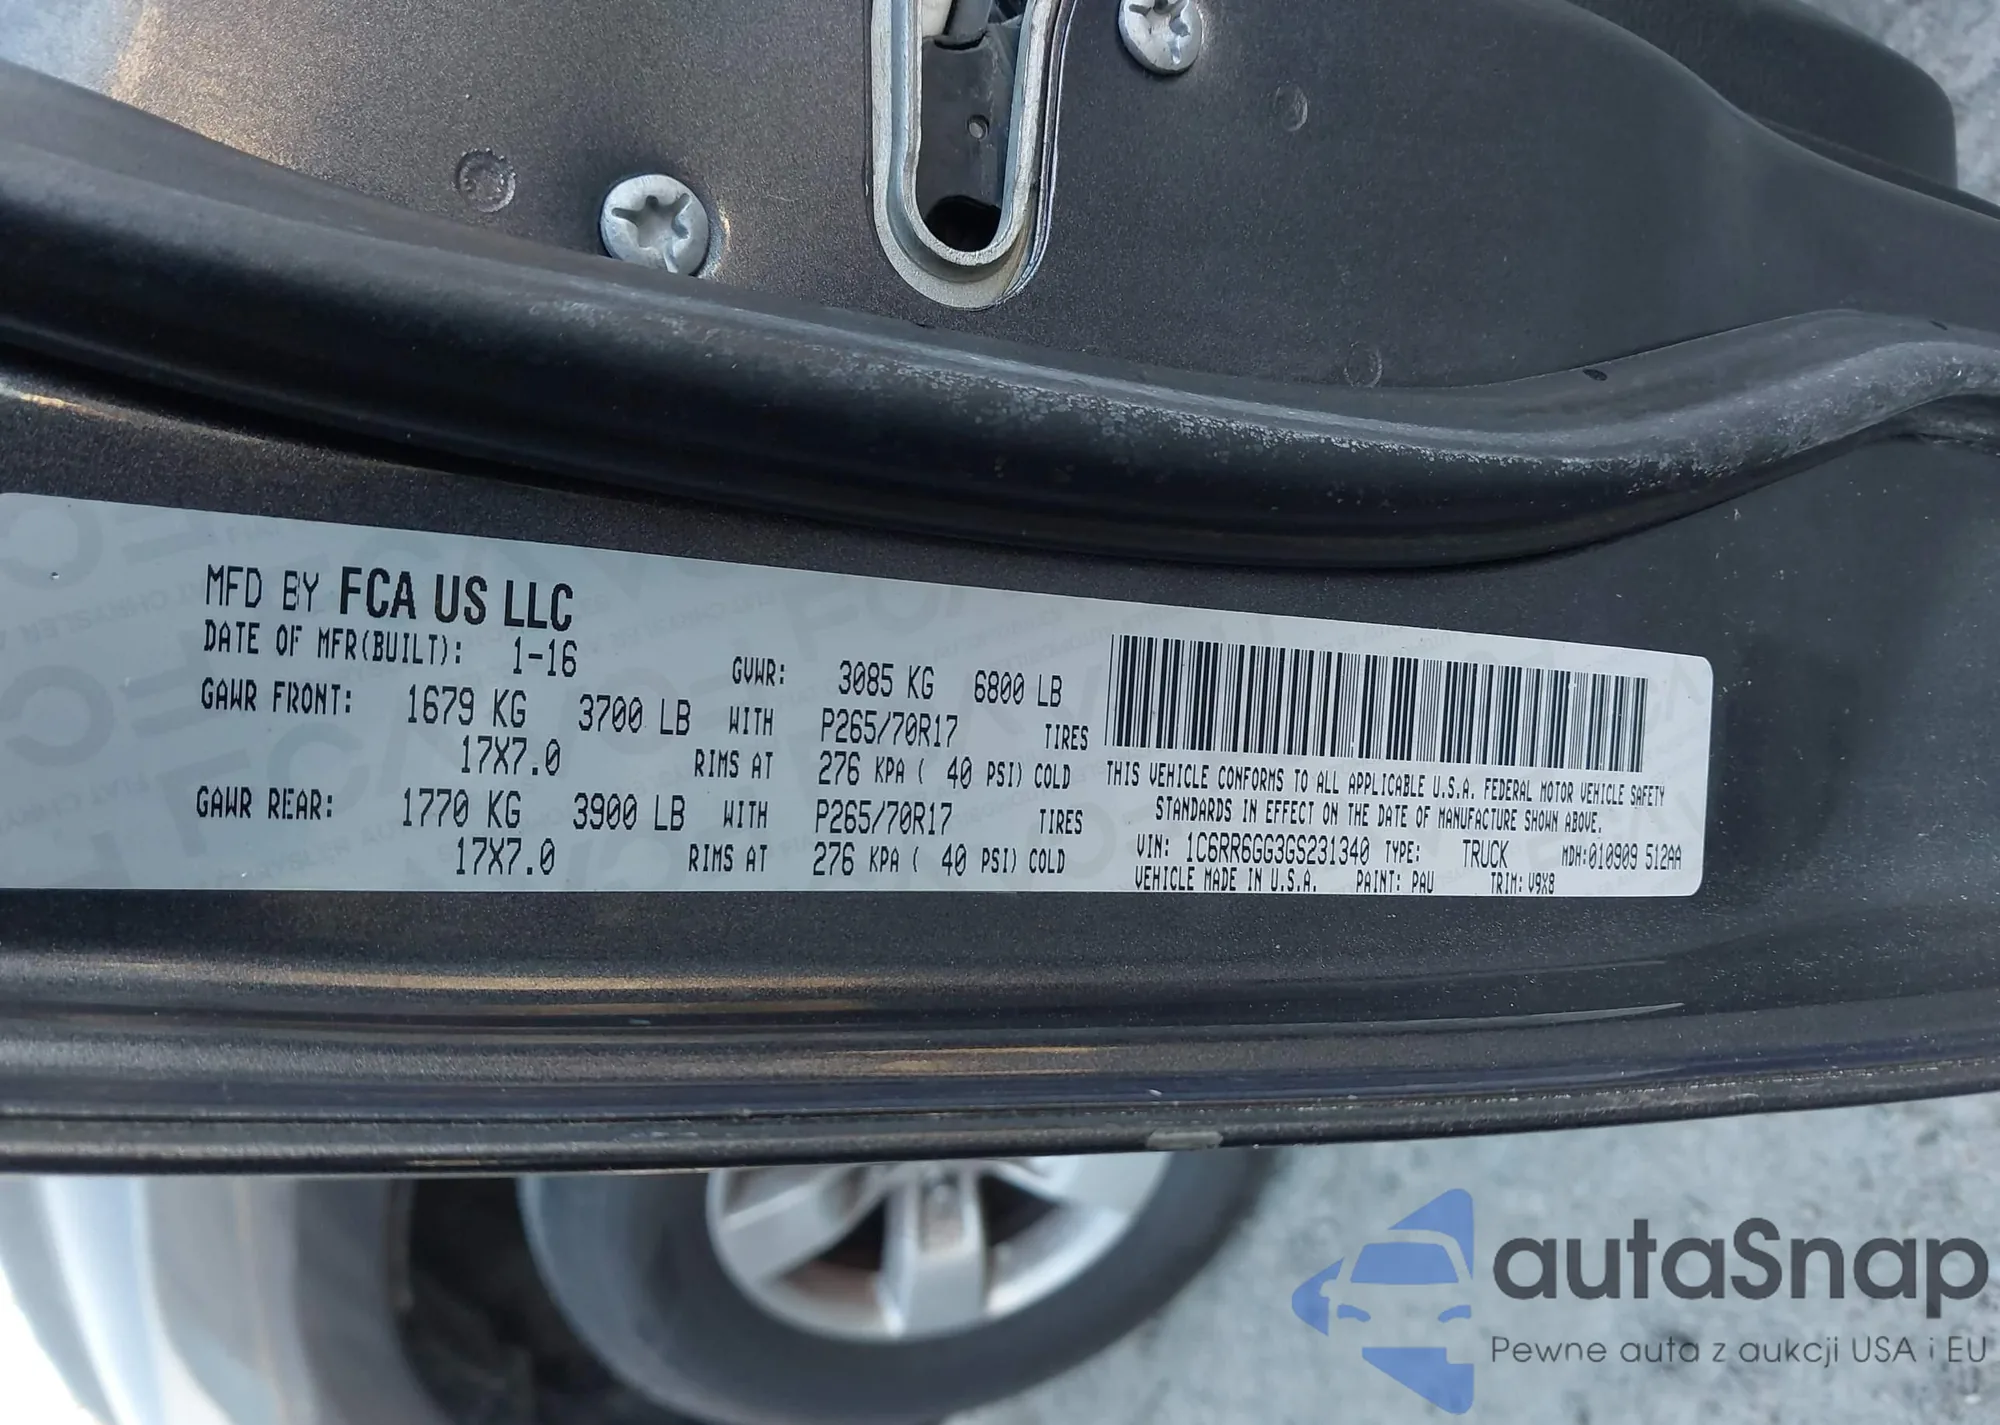 MFD BY FCA US LLC
DATE OF MFR(BUILT): 1-16 GVWR: 3085 KG 6800 LB
GAWR FRONT: 1679 KG 3700 LB WITH P265/70R17 TIRES
17X7.0 RIMS AT 276 KPA ( 40 PSI) COLD
GAWR REAR: 1770 KG 3900 LB WITH P265/70R17 TIRES
17X7.0 RIMS AT 276 KPA ( 40 PSI) COLD
THIS VEHICLE CONFORMS TO ALL APPLICABLE U.S.A. FEDERAL MOTOR VEHICLE SAFETY
STANDARDS IN EFFECT ON THE DATE OF MANUFACTURE SHOWN ABOVE.
VIN: 1C6RR6GG3GS231340 TYPE: TRUCK MDH:010909 512AA
VEHICLE MADE IN U.S.A. PAINT: PAU TRIM: V9X8
autaSnap
Pewne auta z aukcji USA i EU